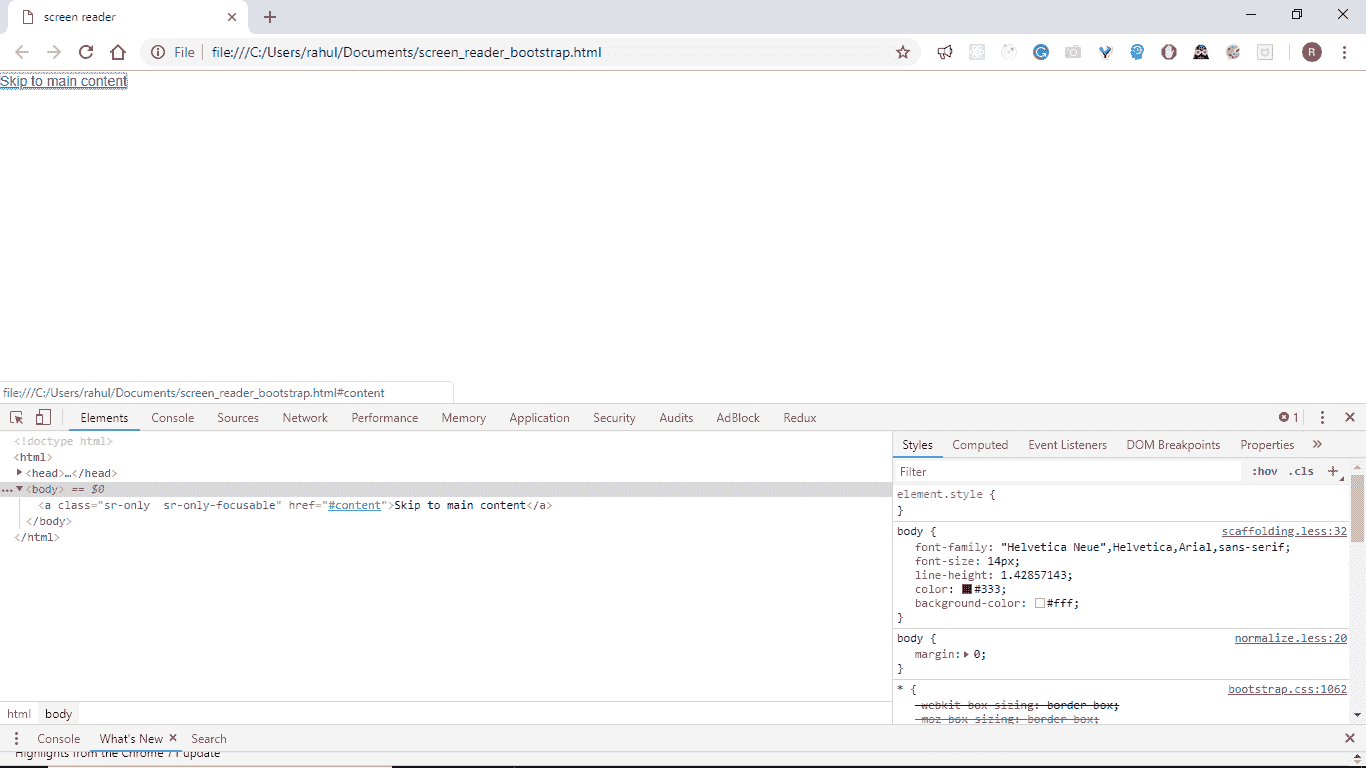 screen reader
File file:///C:/Users/rahul/Documents/screen_reader_bootstrap.html R
Skip to main content
file:///C:/Users/rahul/Documents/screen_reader_bootstrap.html#content
Elements Console Sources Network Performance Memory Application Security Audits AdBlock Redux 1
<!doctype html>
<html>
<head>…</head>
<body> == $0
<a class="sr-only  sr-only-focusable" href="#content">Skip to main content</a>
</body>
</html>
html body
Styles Computed Event Listeners DOM Breakpoints Properties »
Filter :hov .cls +
element.style {
}
body { scaffolding.less:32
font-family: "Helvetica Neue",Helvetica,Arial,sans-serif;
font-size: 14px;
line-height: 1.42857143;
color: #333;
background-color: #fff;
}
body { normalize.less:20
margin: 0;
}
* { bootstrap.css:1062
-webkit-box-sizing: border-box;
-moz-box-sizing: border-box;
Console What's New Search
Highlights from the Chrome 71 update